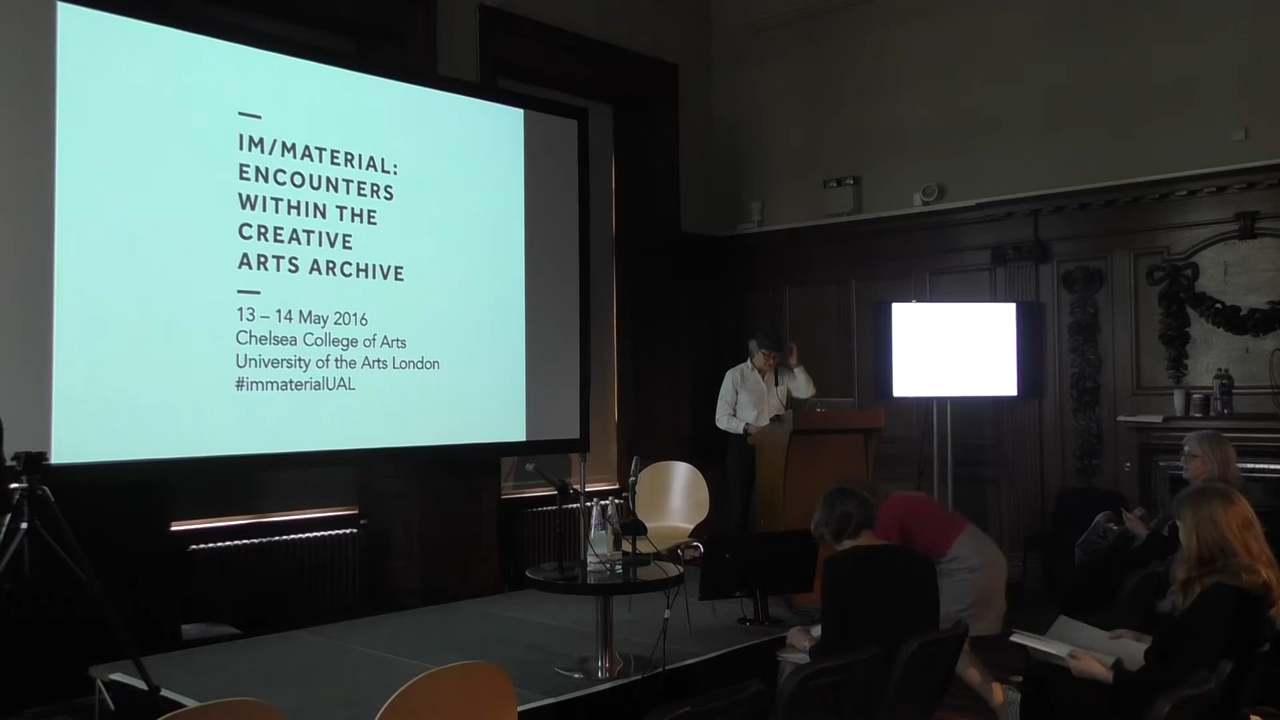 IM/MATERIAL:
ENCOUNTERS
WITHIN THE
CREATIVE
ARTS ARCHIVE
13 – 14 May 2016
Chelsea College of Arts
University of the Arts London
#immaterialUAL